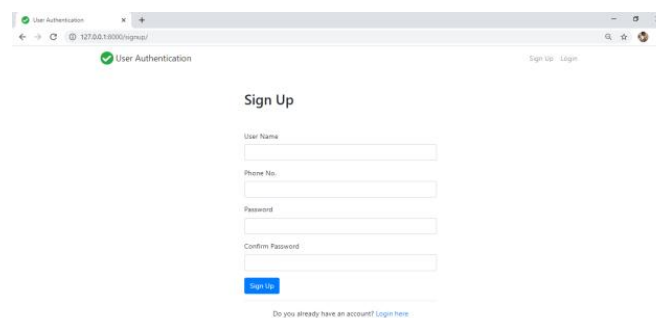 User Authentication
127.0.0.1:8000/signup/
User Authentication
Sign Up Login
Sign Up
User Name
Phone No.
Password
Confirm Password
Sign Up
Do you already have an account? Login here